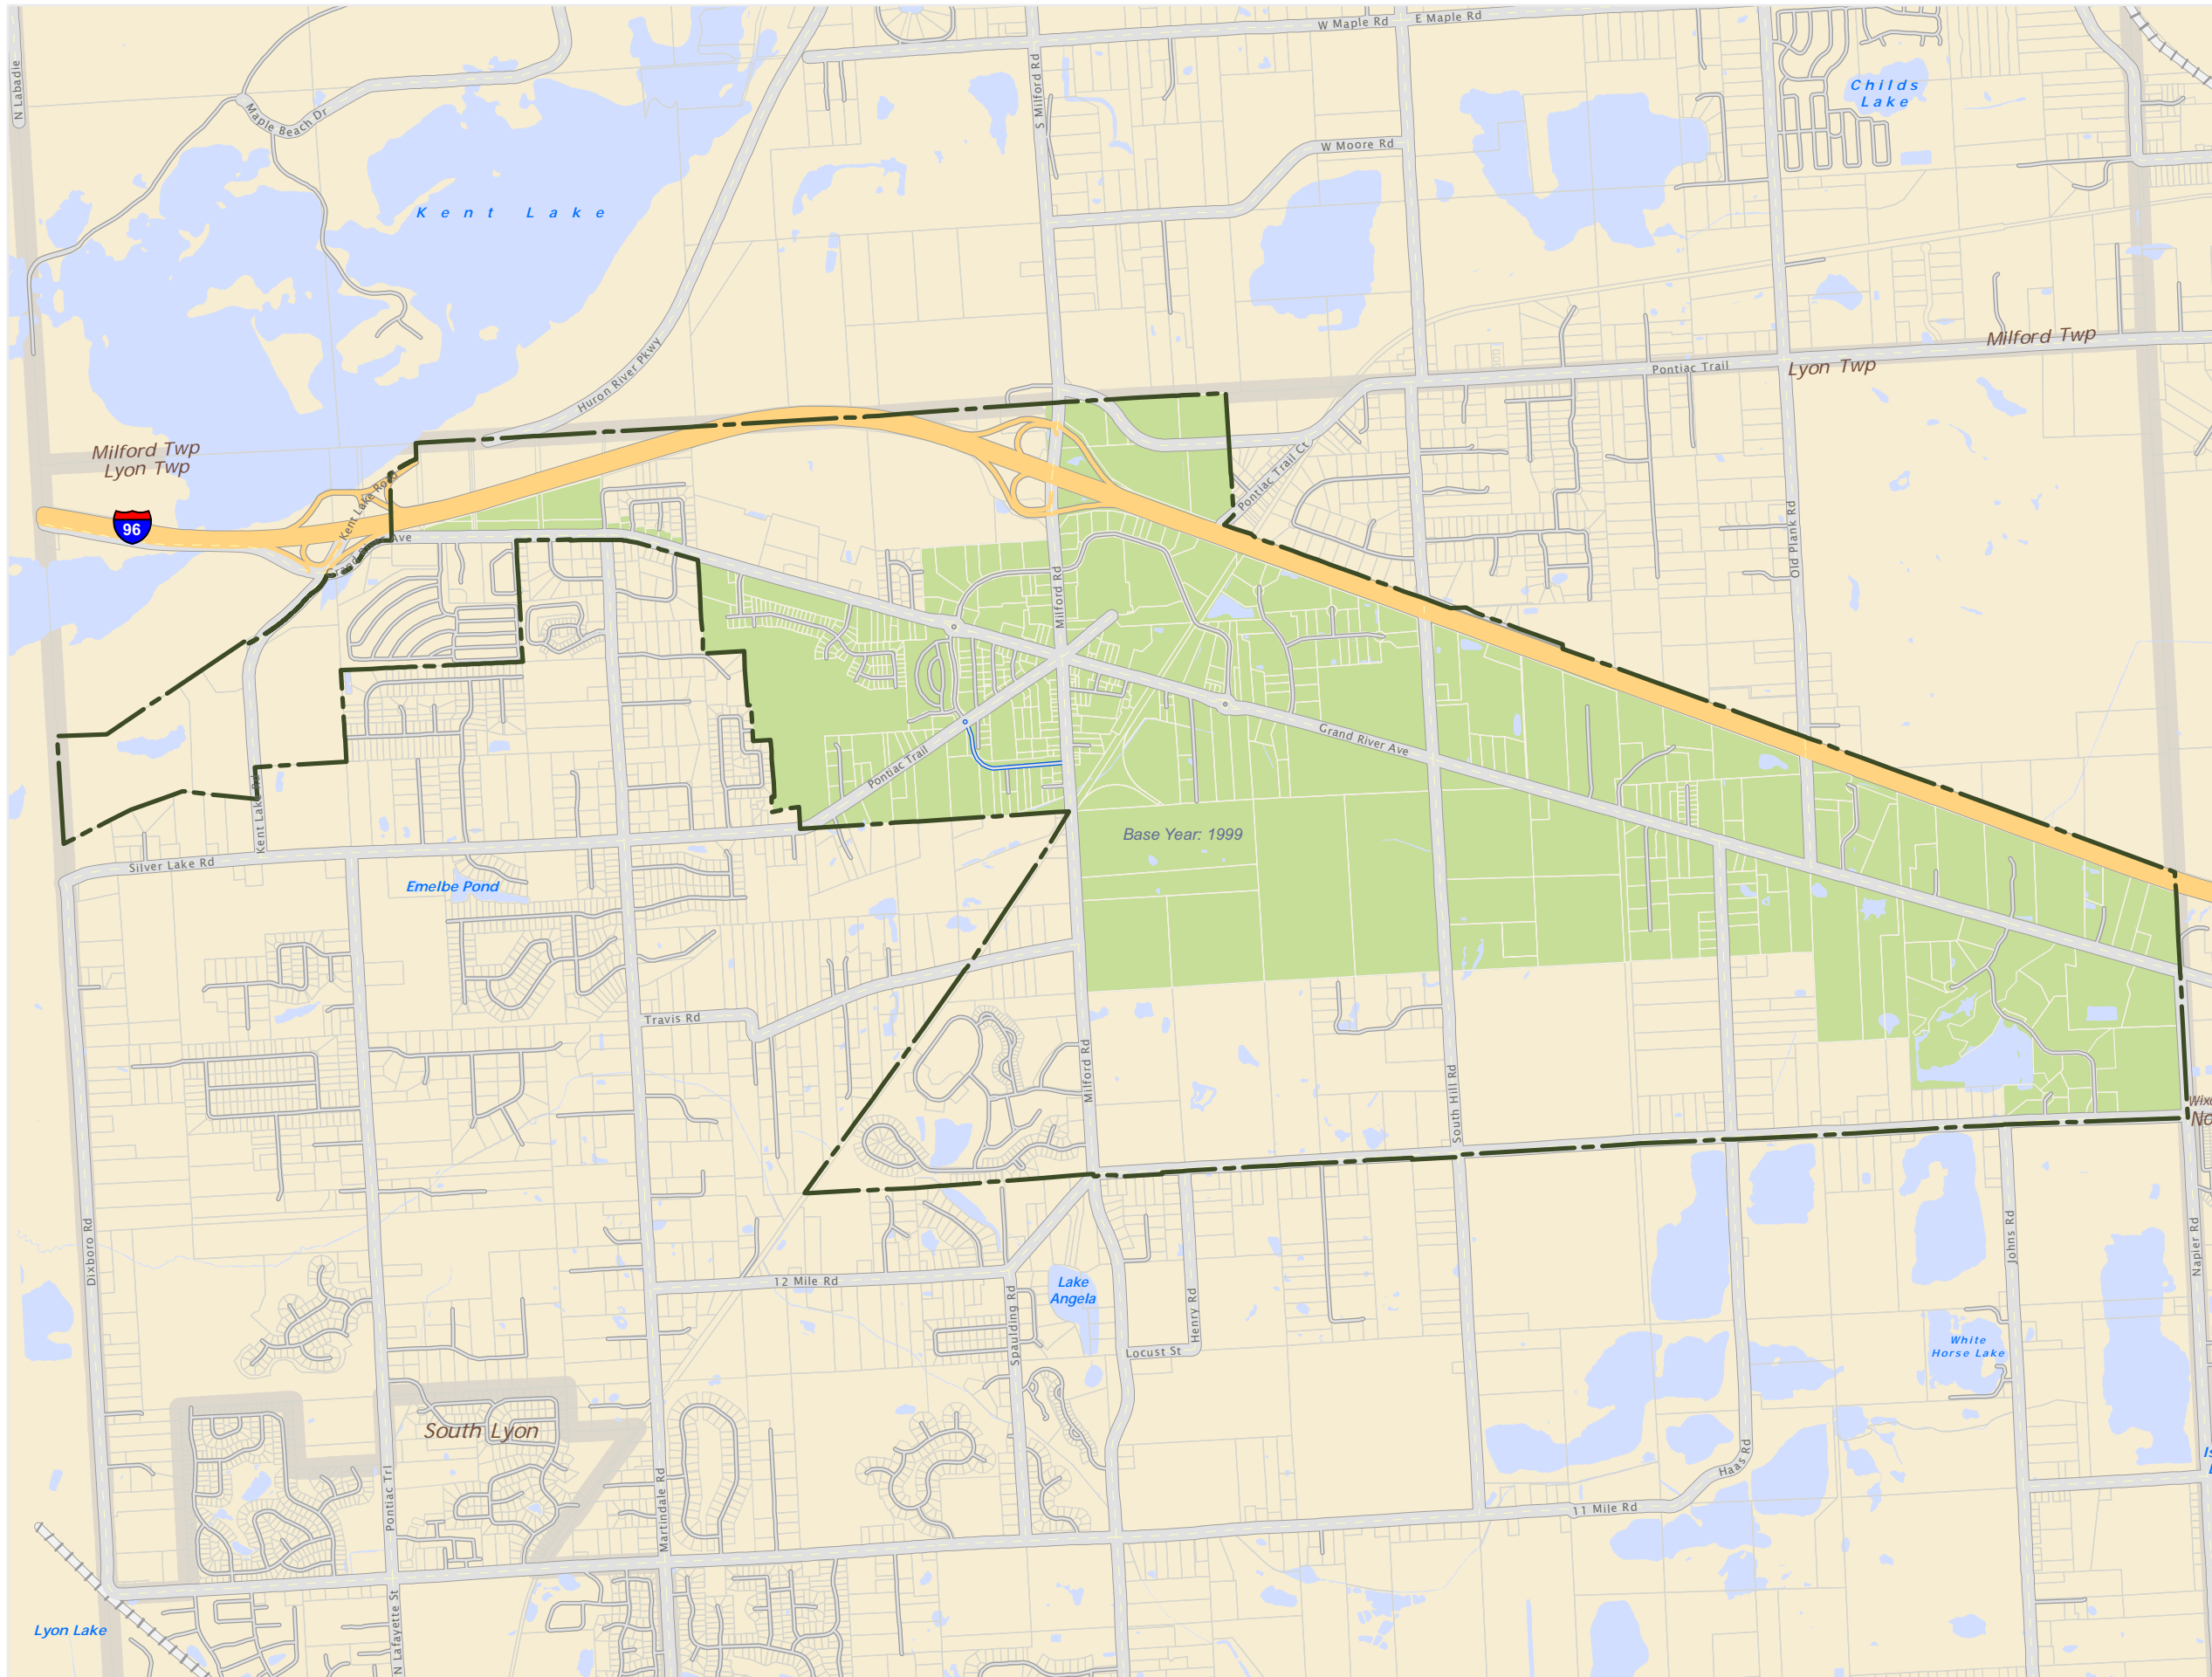 W Maple Rd
E Maple Rd
N Labadie
S Milford Rd
Childs
Lake
Maple Beach Dr
W Moore Rd
Kent Lake
Milford Twp
Lyon Twp
Pontiac Trail
Huron River Pkwy
Milford Twp
Lyon Twp
Pontiac Trail Ct
Kent Lake Road
96
Old Plank Rd
Milford Rd
Grand River Ave
Pontiac Trail
Kent Lake Rd
Base Year: 1999
Silver Lake Rd
Emelbe Pond
Travis Rd
Milford Rd
South Hill Rd
Dixboro Rd
12 Mile Rd
Lake
Angela
Spaulding Rd
Henry Rd
Locust St
Johns Rd
Napier Rd
White
Horse Lake
South Lyon
Pontiac Trl
Martindale Rd
Haas Rd
11 Mile Rd
Lyon Lake
N Lafayette St